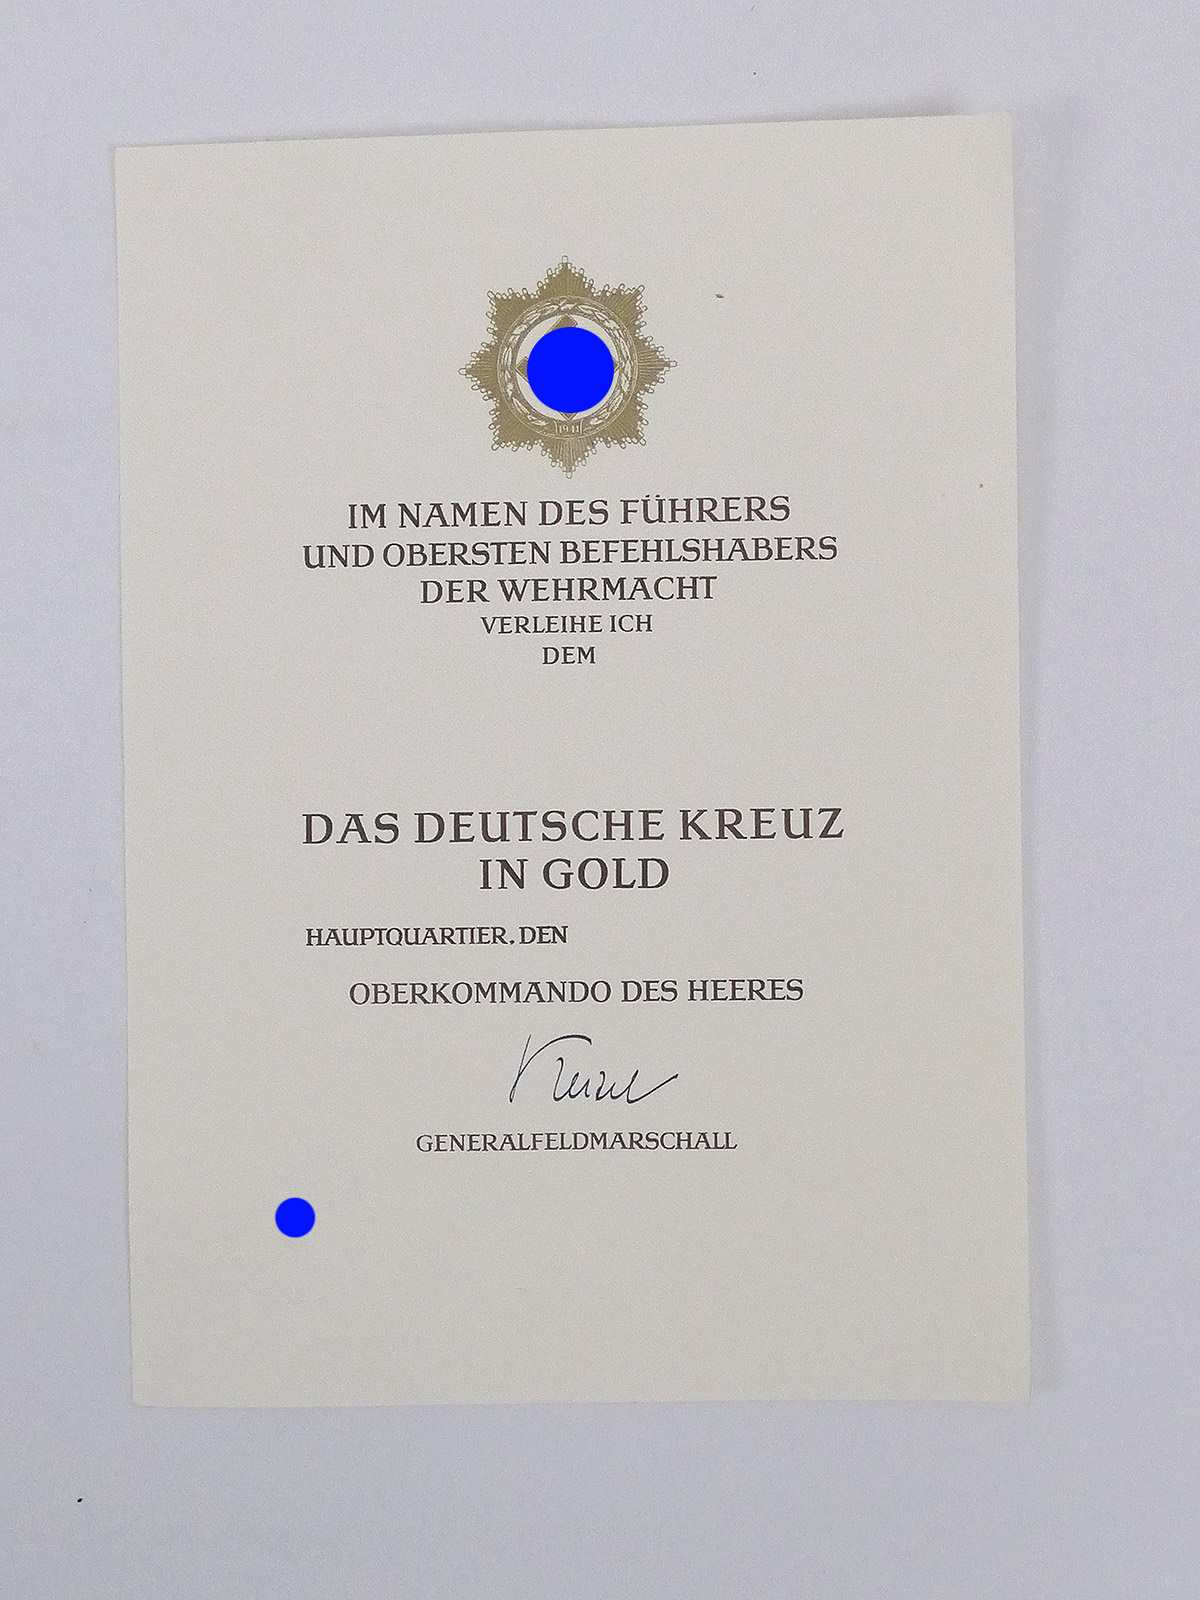 1941
IM NAMEN DES FÜHRERS
UND OBERSTEN BEFEHLSHABERS
DER WEHRMACHT
VERLEIHE ICH
DEM
DAS DEUTSCHE KREUZ
IN GOLD
HAUPTQUARTIER, DEN
OBERKOMMANDO DES HEERES
GENERALFELDMARSCHALL